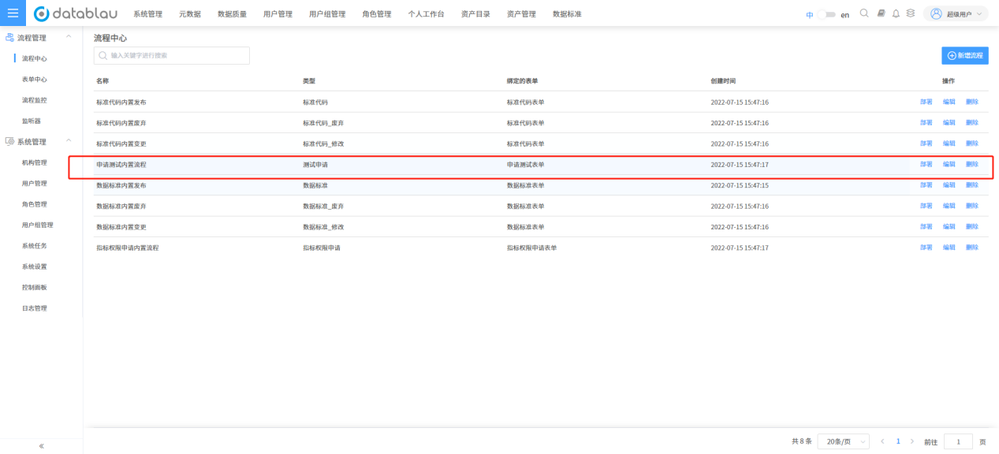 datablau 系统管理 元数据 数据质量 用户管理 用户组管理 角色管理 个人工作台 资产目录 资产管理 数据标准 中 en 超级用户
流程管理
流程中心
表单中心
流程监控
监听器
系统管理
机构管理
用户管理
角色管理
用户组管理
系统任务
系统设置
控制面板
日志管理
流程中心
输入关键字进行搜索
新增流程
名称 类型 绑定的表单 创建时间 操作
标准代码内置发布 标准代码 标准代码表单 2022-07-15 15:47:16 部署 编辑 删除
标准代码内置废弃 标准代码_废弃 标准代码表单 2022-07-15 15:47:16 部署 编辑 删除
标准代码内置变更 标准代码_修改 标准代码表单 2022-07-15 15:47:16 部署 编辑 删除
申请测试内置流程 测试申请 申请测试表单 2022-07-15 15:47:17 部署 编辑 删除
数据标准内置发布 数据标准 数据标准表单 2022-07-15 15:47:15 部署 编辑 删除
数据标准内置废弃 数据标准_废弃 数据标准表单 2022-07-15 15:47:16 部署 编辑 删除
数据标准内置变更 数据标准_修改 数据标准表单 2022-07-15 15:47:16 部署 编辑 删除
指标权限申请内置流程 指标权限申请 指标权限申请表单 2022-07-15 15:47:17 部署 编辑 删除
共 8 条 20条/页 1 前往 1 页